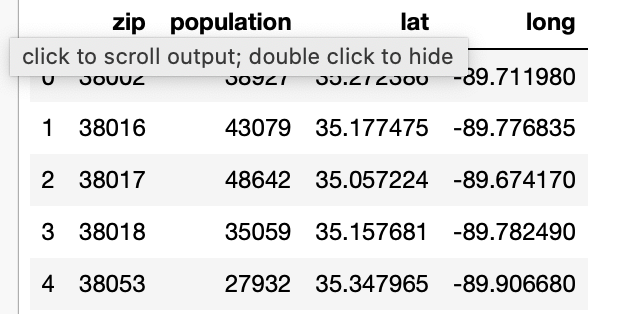 zip population lat long
click to scroll output; double click to hide
0 38002 38927 35.272386 -89.711980
1 38016 43079 35.177475 -89.776835
2 38017 48642 35.057224 -89.674170
3 38018 35059 35.157681 -89.782490
4 38053 27932 35.347965 -89.906680